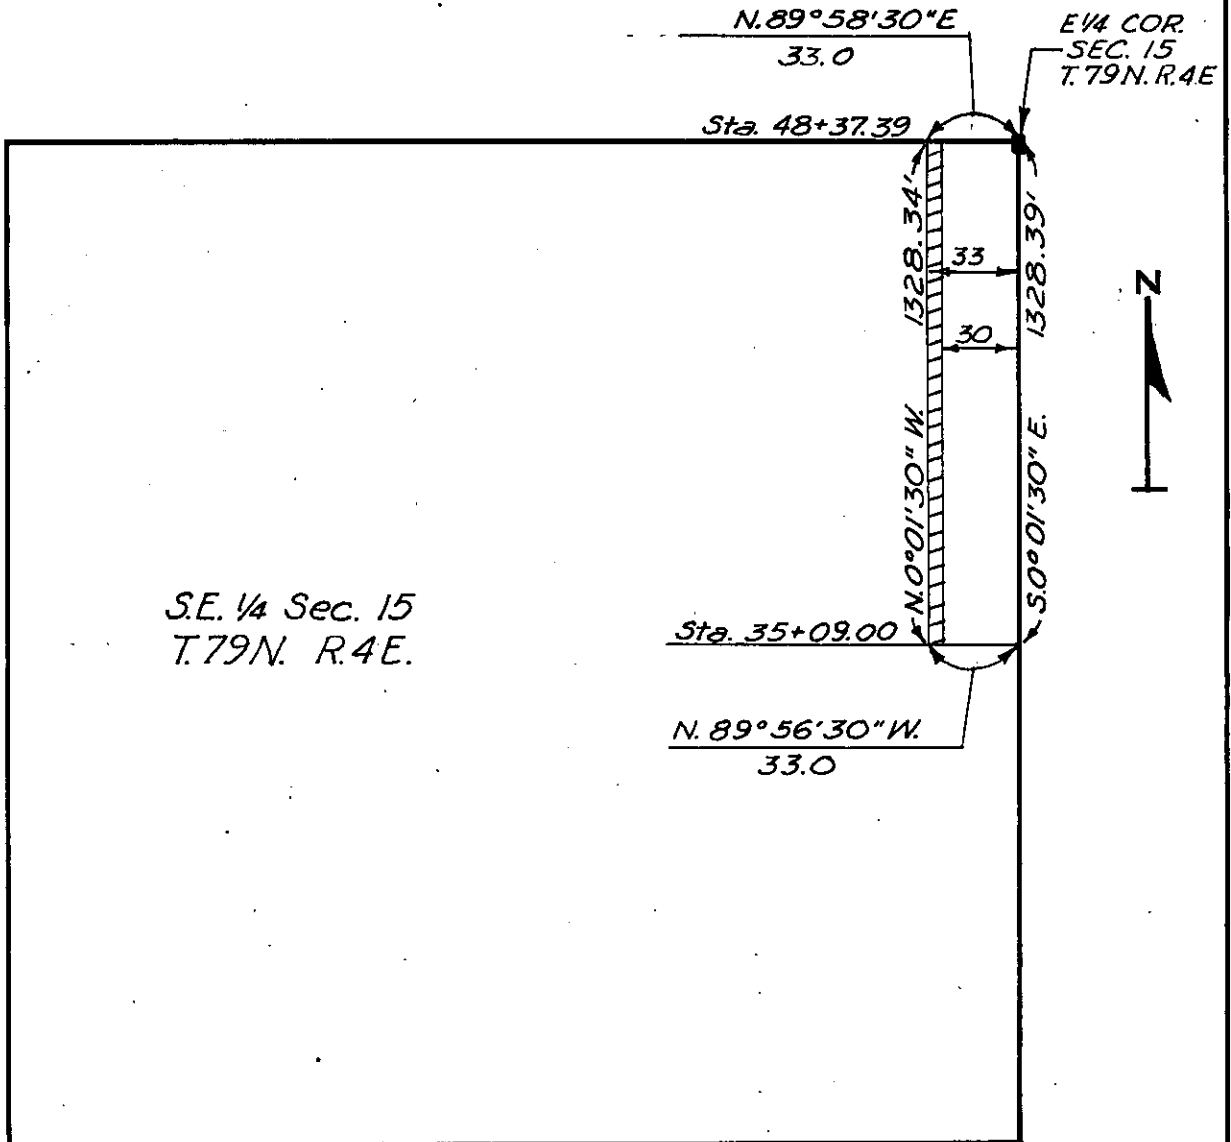 N.89°58'30"E
33.0
E1/4 COR.
SEC. 15
T.79N. R.4E
Sta. 48+37.39
1328.34'
1328.39'
33
30
N
N.0°01'30" W.
S.0°01'30" E.
S.E. 1/4 Sec. 15
T.79N. R.4E.
Sta. 35+09.00
N. 89°56'30" W.
33.0